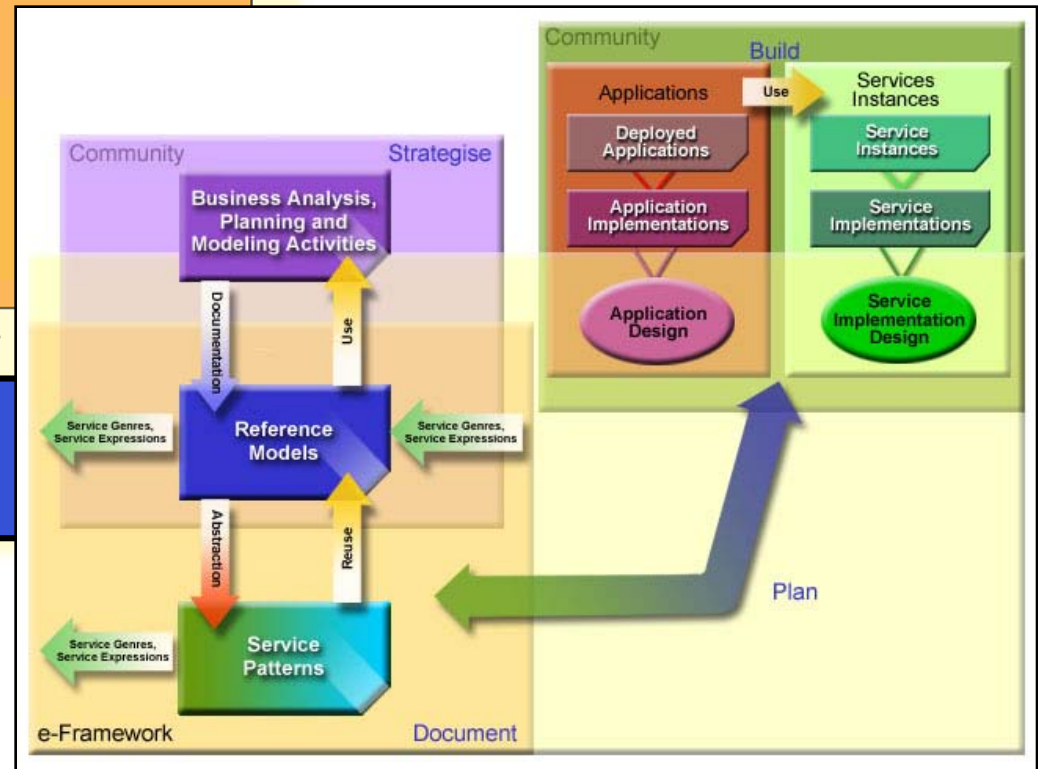 Community
Strategise
Business Analysis,
Planning and
Modeling Activities
Documentation
Use
Service Genres,
Service Expressions
Reference
Models
Service Genres,
Service Expressions
Abstraction
Reuse
Service Genres,
Service Expressions
Service
Patterns
e-Framework
Document
Community
Build
Applications
Use
Services
Instances
Deployed
Applications
Service
Instances
Application
Implementations
Service
Implementations
Application
Design
Service
Implementation
Design
Plan